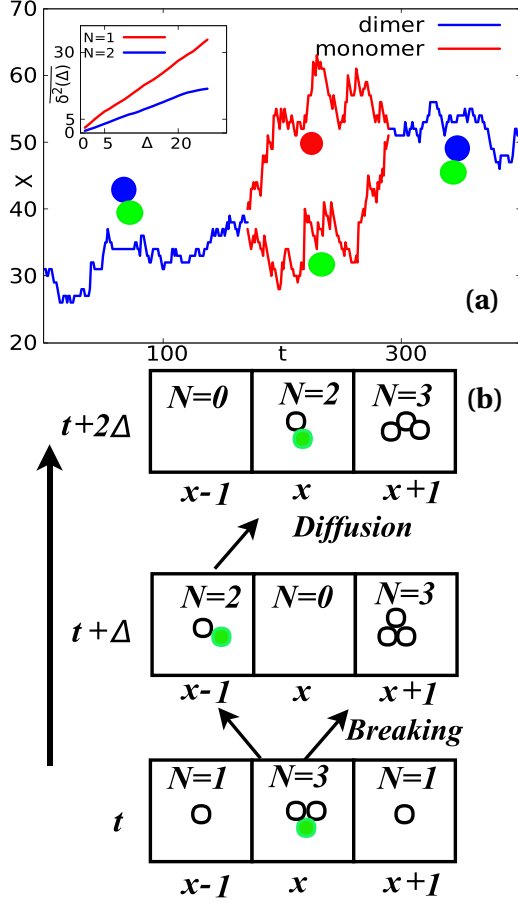 70
60
50
40
30
20
X
100
t
300
dimer
monomer
N=1
N=2
30
5
0
δ²(Δ)
0
5
Δ
20
(a)
(b)
t+2Δ
N=0
N=2
N=3
x-1
x
x+1
Diffusion
t+Δ
N=2
N=0
N=3
x-1
x
x+1
Breaking
t
N=1
N=3
N=1
x-1
x
x+1